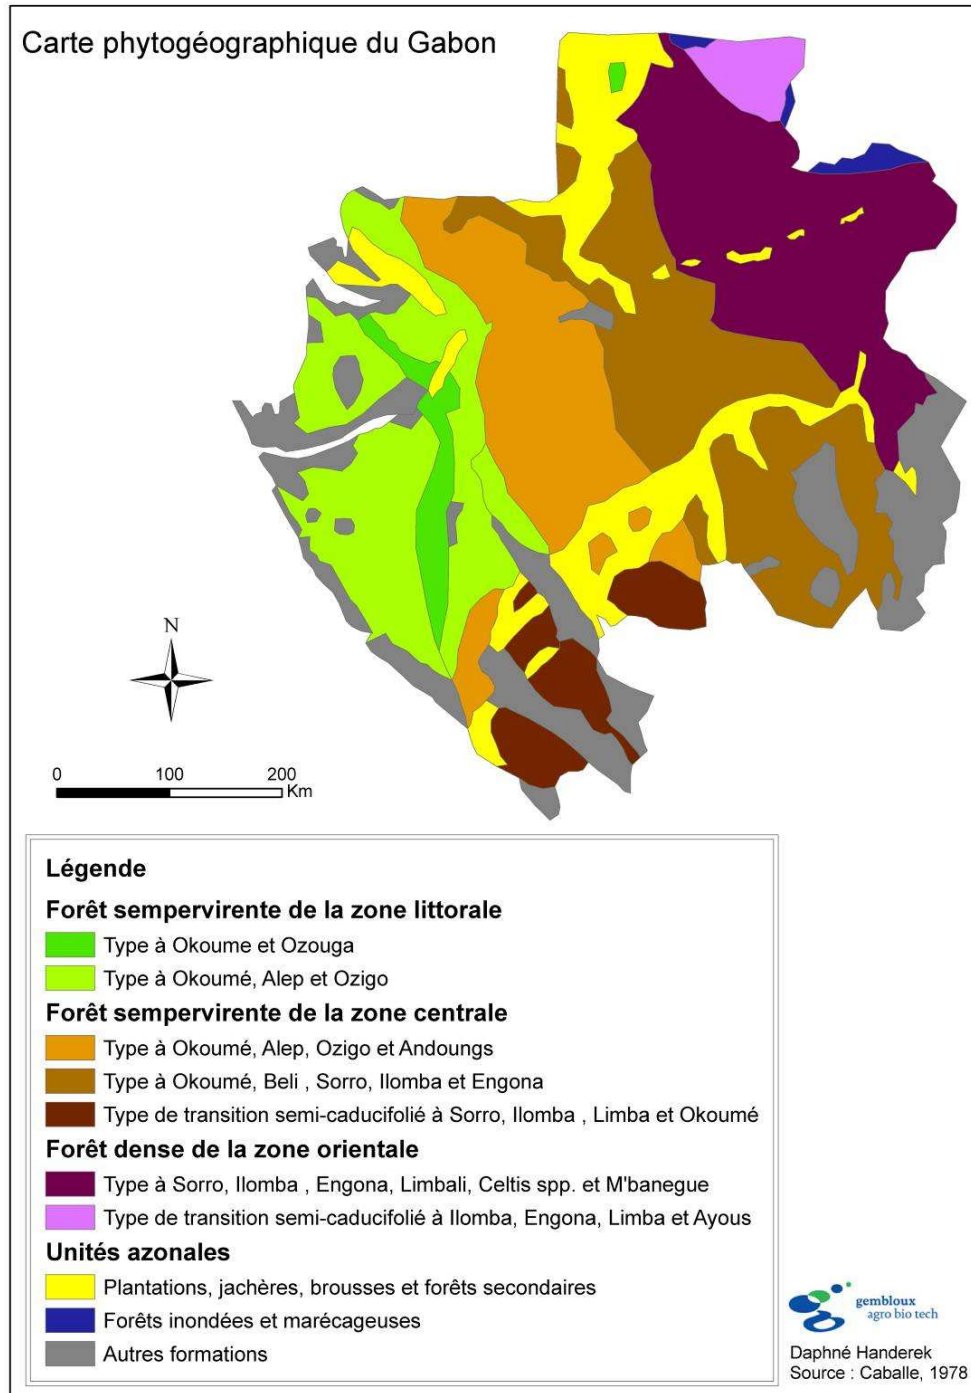 Carte phytogéographique du Gabon
N
0 100 200
Km
Légende
Forêt sempervirente de la zone littorale
Type à Okoume et Ozouga
Type à Okoumé, Alep et Ozigo
Forêt sempervirente de la zone centrale
Type à Okoumé, Alep, Ozigo et Andoungs
Type à Okoumé, Beli , Sorro, Ilomba et Engona
Type de transition semi-caducifolié à Sorro, Ilomba , Limba et Okoumé
Forêt dense de la zone orientale
Type à Sorro, Ilomba , Engona, Limbali, Celtis spp. et M'banegue
Type de transition semi-caducifolié à Ilomba, Engona, Limba et Ayous
Unités azonales
Plantations, jachères, brousses et forêts secondaires
Forêts inondées et marécageuses
Autres formations
gembloux
agro bio tech
Daphné Handerek
Source : Caballe, 1978